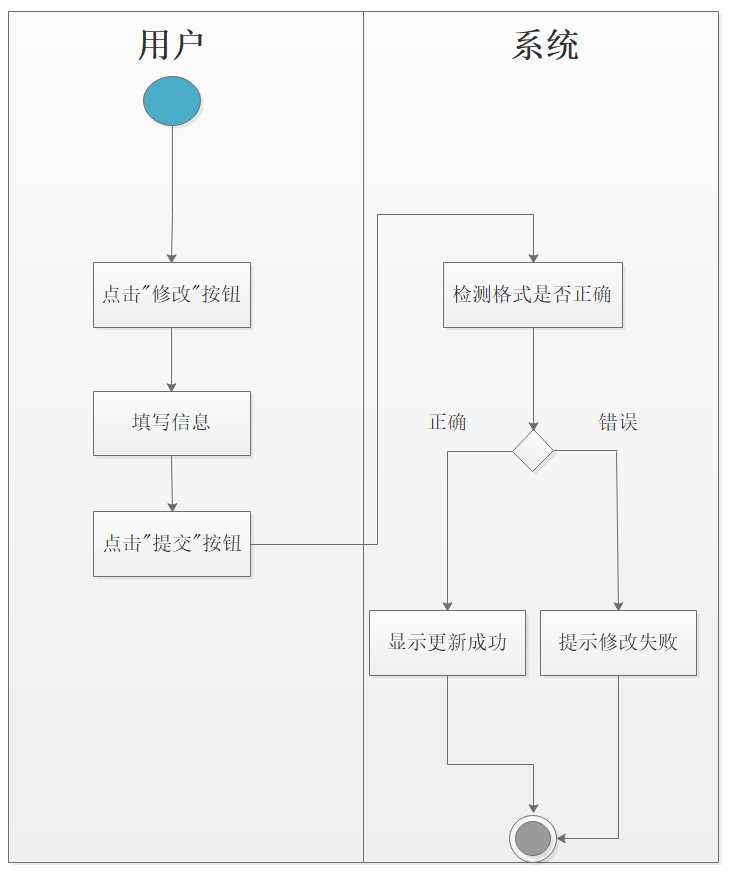 用户
系统
点击"修改"按钮
检测格式是否正确
填写信息
正确
错误
点击"提交"按钮
显示更新成功
提示修改失败